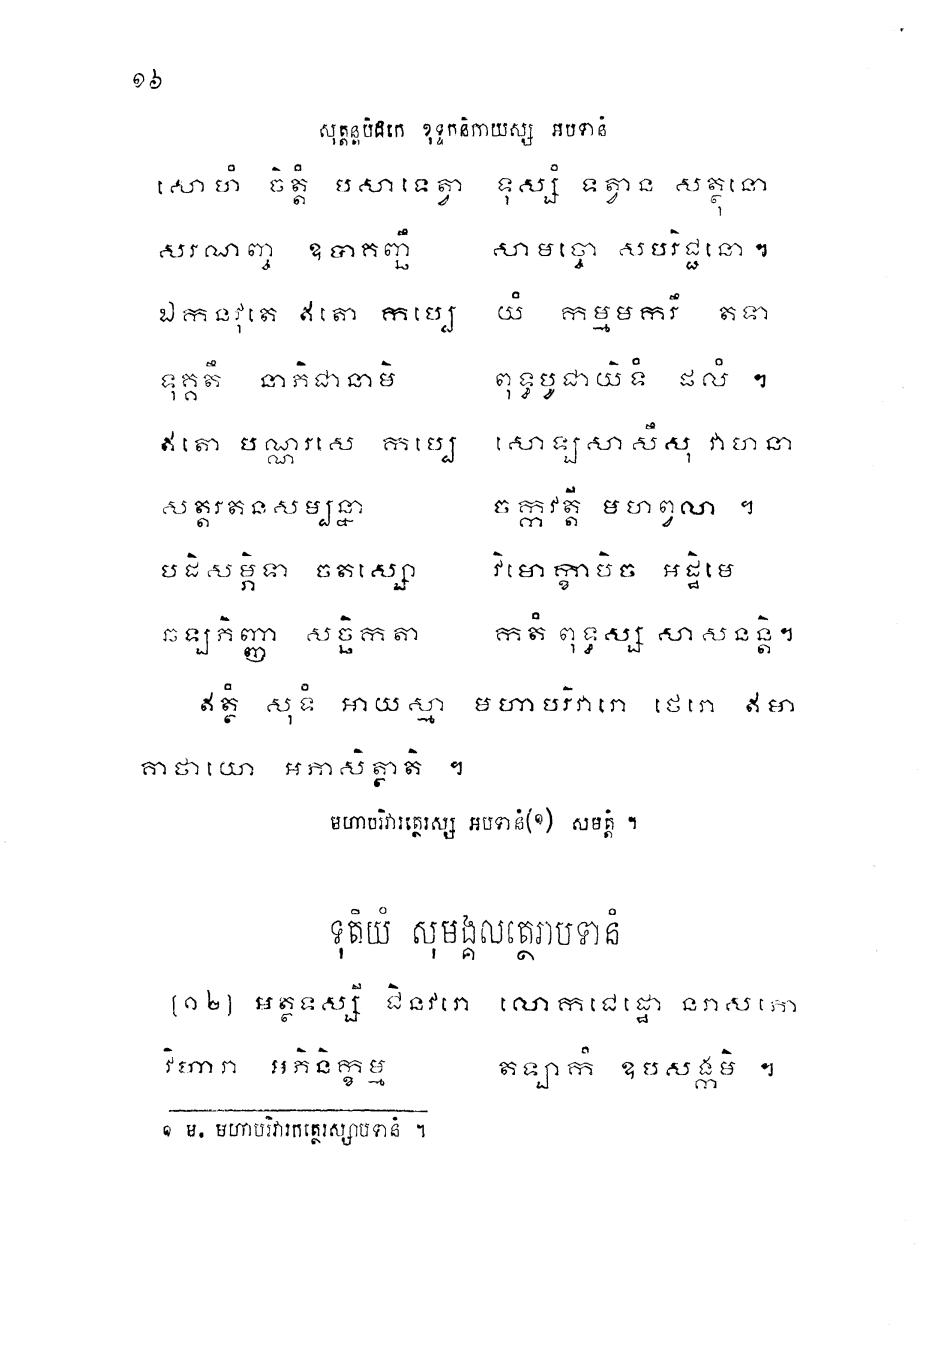 ១៦
សុត្តន្តបិដកេ ខុទ្ទកនិកាយស្ស អបទានំ
សោហំ ចិត្តំ បសាទេត្វា ទុស្សំ ទត្វាន សត្ថុនោ
សរណាញ្ច ឧបាគញ្ឆឹ សាមច្ចោ សបរិជ្ជនោ ។
ឯកនវុតេ ឥតោ កប្បេ យំ កម្មមករឹ តទា
ទុគ្គតឹ នាភិជានាមិ ពុទ្ធបូជាយិទំ ផលំ ។
ឥតោ បណ្ណរសេ កប្បេ សោឡសាសឹសុ វាហនា
សត្តរតនសម្បន្នា ចក្កវត្តី មហព្វលា ។
បដិសម្ភិទា ចតស្សោ វិមោក្ខាបិច អដ្ឋិមេ
ឆឡភិញ្ញា សច្ឆិកតា កតំ ពុទ្ធស្ស សាសនន្តិ។
ឥត្ថំ សុទំ អាយស្មា មហាបរិវារោ ថេរោ ឥមា
គាថាយោ អភាសិត្ថាតិ ។
មហាបរិវារត្ថេរស្ស អបទានំ(១) សមត្តំ ។
ទុតិយំ សុមង្គលត្ថេរាបទានំ
[១២] អត្ថទស្សី ជិនវរោ លោកជេដ្ឋោ នរាសភោ
វិហារា អភិនិក្ខម្ម តឡាកំ ឧបសង្កមិ ។
១ ម. មហាបរិវារកត្ថេរស្សាបទានំ ។